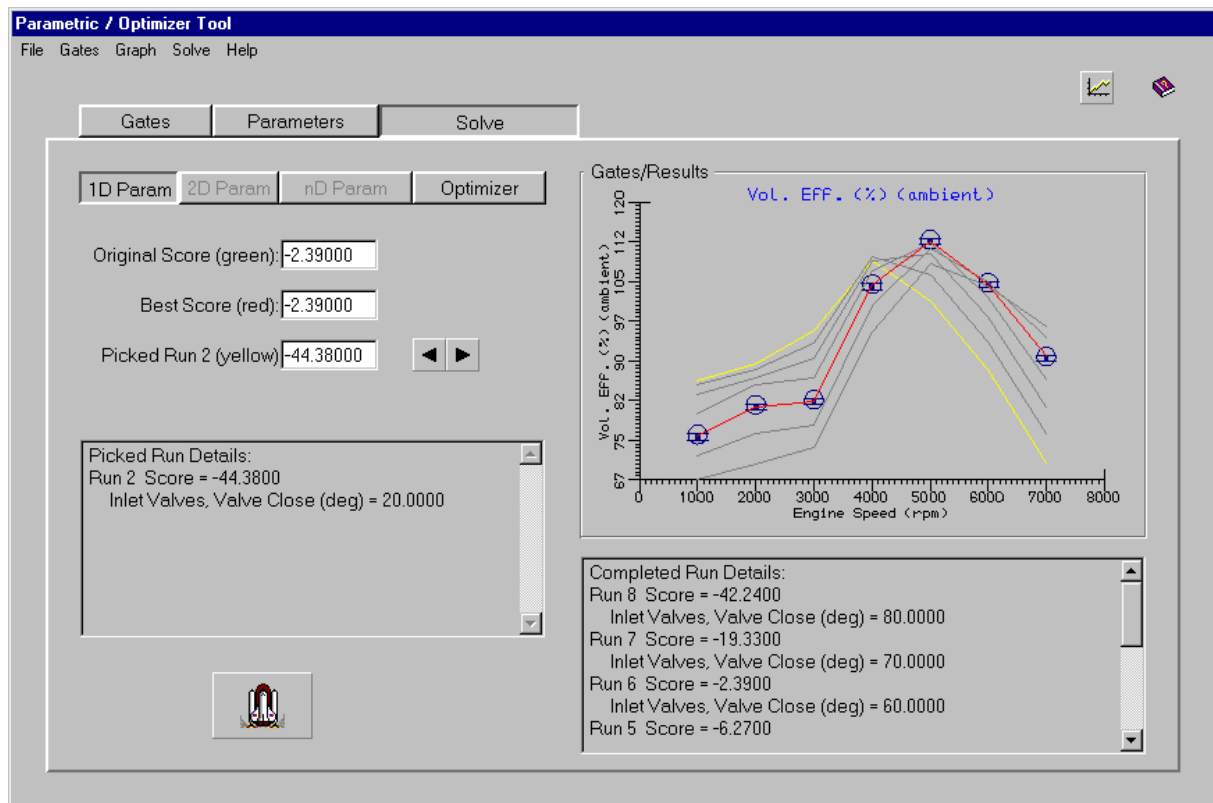 Parametric / Optimizer Tool
File Gates Graph Solve Help
Gates Parameters Solve
1D Param 2D Param nD Param Optimizer
Original Score (green): -2.39000
Best Score (red): -2.39000
Picked Run 2 (yellow) -44.38000
Picked Run Details:
Run 2 Score = -44.3800
Inlet Valves, Valve Close (deg) = 20.0000
Gates/Results
Vol. Eff. (%) (ambient)
Vol. Eff. (%) (ambient)
120
112
105
97
90
82
75
67
0 1000 2000 3000 4000 5000 6000 7000 8000
Engine Speed (rpm)
Completed Run Details:
Run 8 Score = -42.2400
Inlet Valves, Valve Close (deg) = 80.0000
Run 7 Score = -19.3300
Inlet Valves, Valve Close (deg) = 70.0000
Run 6 Score = -2.3900
Inlet Valves, Valve Close (deg) = 60.0000
Run 5 Score = -6.2700